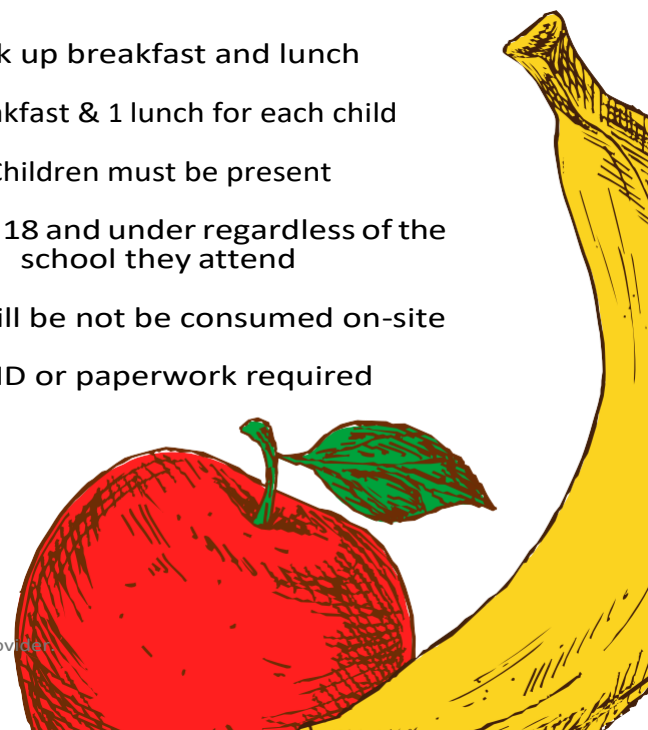 k up breakfast and lunch
kfast & 1 lunch for each child
Children must be present
18 and under regardless of the
school they attend
ill be not be consumed on-site
ID or paperwork required
ovider.